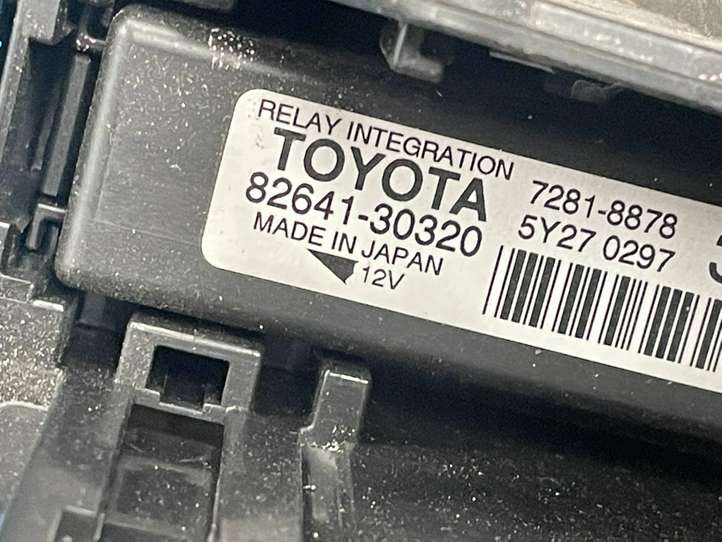 RELAY INTEGRATION
TOYOTA
82641-30320
MADE IN JAPAN
12V
7281-8878
5Y27 0297